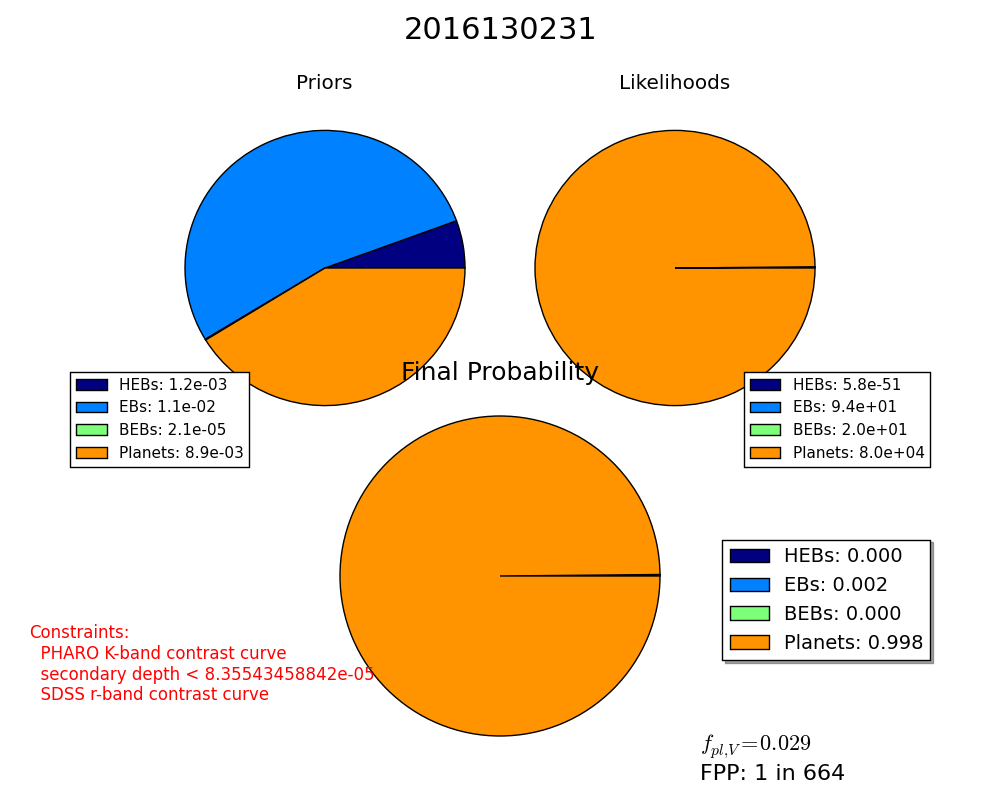 2016130231
Priors
Likelihoods
HEBs: 1.2e-03
EBs: 1.1e-02
BEBs: 2.1e-05
Planets: 8.9e-03
HEBs: 5.8e-51
EBs: 9.4e+01
BEBs: 2.0e+01
Planets: 8.0e+04
Final Probability
HEBs: 0.000
EBs: 0.002
BEBs: 0.000
Planets: 0.998
Constraints:
PHARO K-band contrast curve
secondary depth < 8.35543458842e-05
SDSS r-band contrast curve
f_{pl,V}=0.029
FPP: 1 in 664